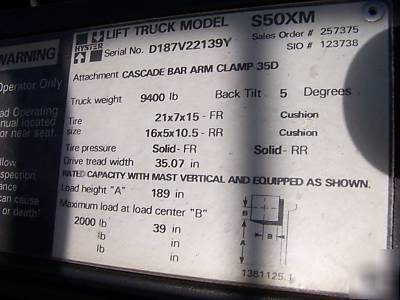 HYSTER
LIFT TRUCK MODEL S50XM
Sales Order # 257375
Serial No. D187V22139Y SIO # 123738
Attachment CASCADE BAR ARM CLAMP 35D
Truck weight 9400 lb Back Tilt 5 Degrees
Tire 21x7x15 - FR Cushion
size 16x5x10.5 - RR Cushion
Tire pressure Solid - FR Solid - RR
Drive tread width 35.07 in
RATED CAPACITY WITH MAST VERTICAL AND EQUIPPED AS SHOWN.
Load height "A" 189 in
Maximum load at load center "B"
2000 lb 39 in
lb in
lb in
A
B
B
A
1381125.1
WARNING
Operator Only
ad Operating
anual located
or near seat.
llow
spection
ance
can cause
or death!